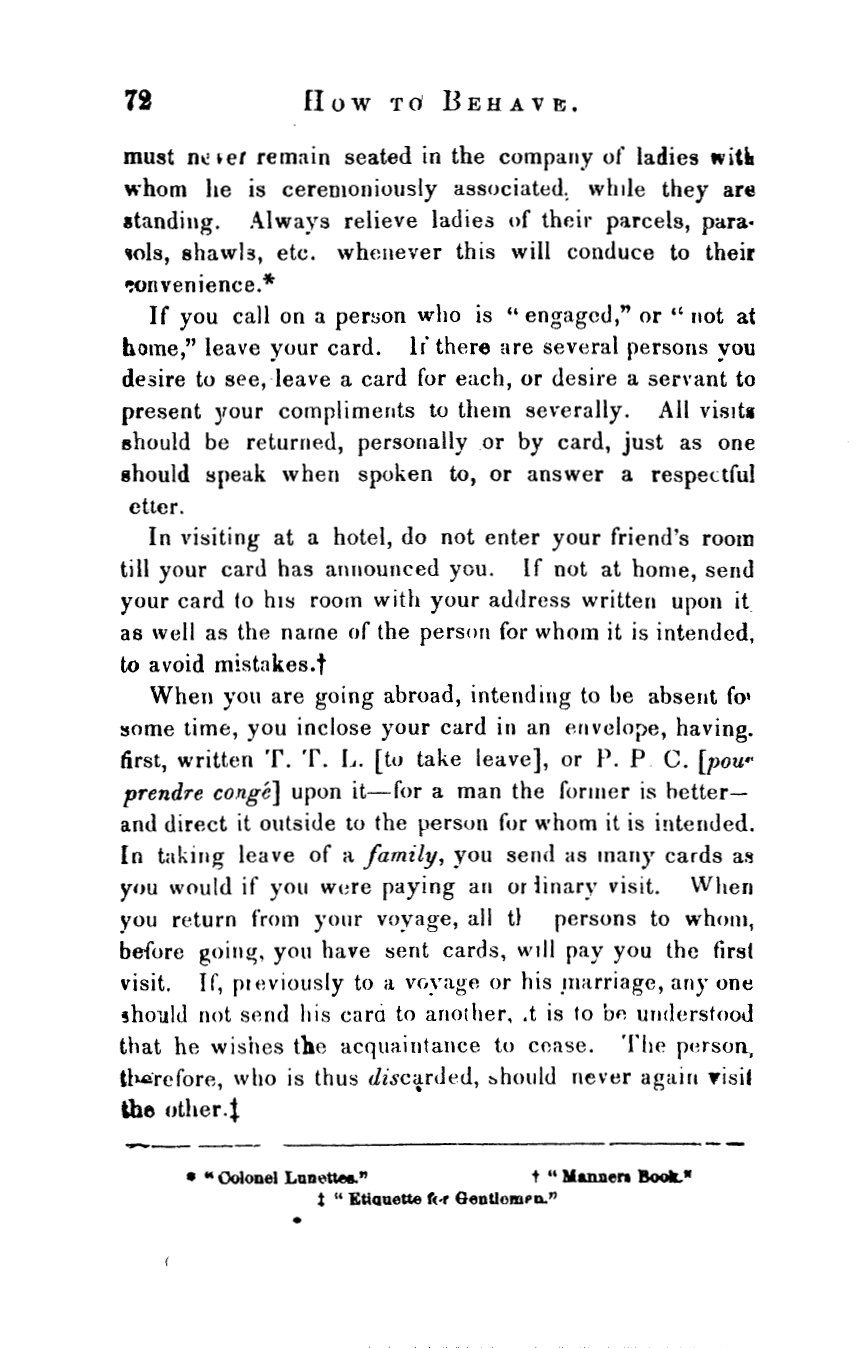 72 How to Behave.
must never remain seated in the company of ladies with
whom he is ceremoniously associated, while they are
standing. Always relieve ladies of their parcels, para-
sols, shawls, etc. whenever this will conduce to their
convenience.*
If you call on a person who is “engaged,” or “not at
home,” leave your card. If there are several persons you
desire to see, leave a card for each, or desire a servant to
present your compliments to them severally. All visits
should be returned, personally or by card, just as one
should speak when spoken to, or answer a respectful
etter.
In visiting at a hotel, do not enter your friend's room
till your card has announced you. If not at home, send
your card to his room with your address written upon it
as well as the name of the person for whom it is intended,
to avoid mistakes.†
When you are going abroad, intending to be absent for
some time, you inclose your card in an envelope, having.
first, written T. T. L. [to take leave], or P. P. C. [pour
prendre congé] upon it—for a man the former is better—
and direct it outside to the person for whom it is intended.
In taking leave of a family, you send as many cards as
you would if you were paying an ordinary visit. When
you return from your voyage, all th persons to whom,
before going, you have sent cards, will pay you the first
visit. If, previously to a voyage or his marriage, any one
should not send his card to another, it is to be understood
that he wishes the acquaintance to cease. The person,
therefore, who is thus discarded, should never again visit
the other.‡
* “Colonel Lunettes.” † “Manners Book.”
‡ “Etiquette for Gentlemen.”